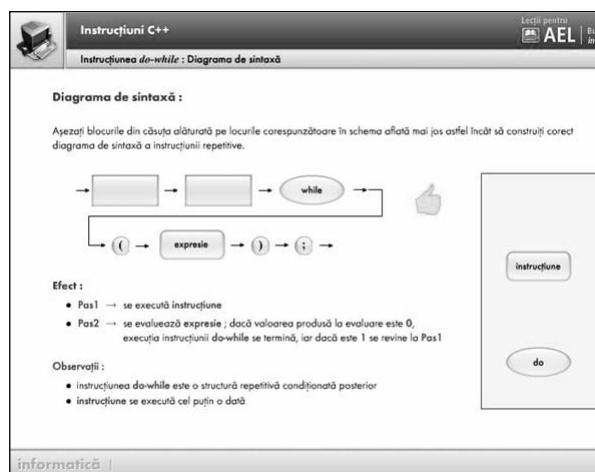 Instrucțiuni C++
Lecții pentru
AEL
Instrucțiunea do-while : Diagrama de sintaxă
Diagrama de sintaxă :
Așezați blocurile din căsuța alăturată pe locurile corespunzătoare în schema aflată mai jos astfel încât să construiți corect
diagrama de sintaxă a instrucțiunii repetitive.
while
( expresie ) ;
instrucțiune
do
Efect :
• Pas1 → se execută instrucțiune
• Pas2 → se evaluează expresie ; dacă valoarea produsă la evaluare este 0,
execuția instrucțiunii do-while se termină, iar dacă este 1 se revine la Pas1
Observații :
• instrucțiunea do-while este o structură repetitivă condiționată posterior
• instrucțiune se execută cel puțin o dată
informatică |